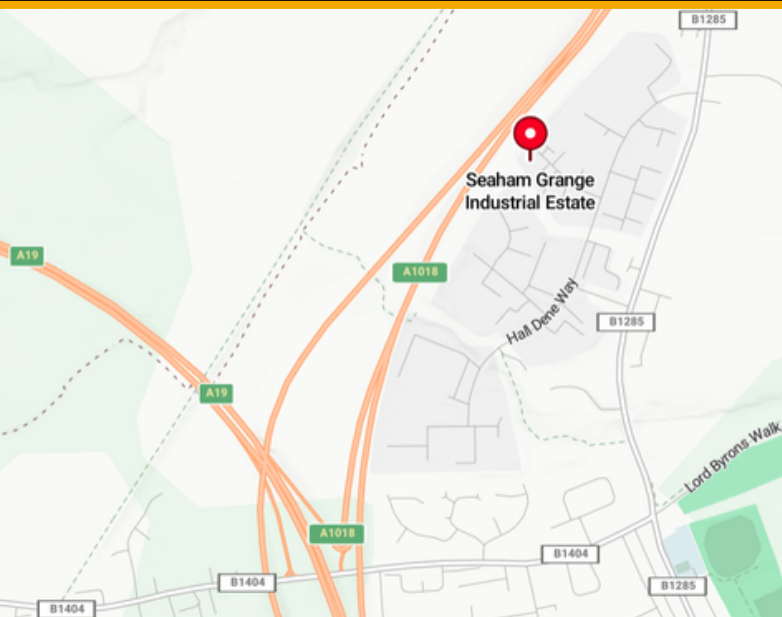 B1285
Seaham Grange
Industrial Estate
A19
A1018
Hall Dene Way
B1285
A19
Lord Byrons Walk
A1018
B1404
B1404
B1285
B1404